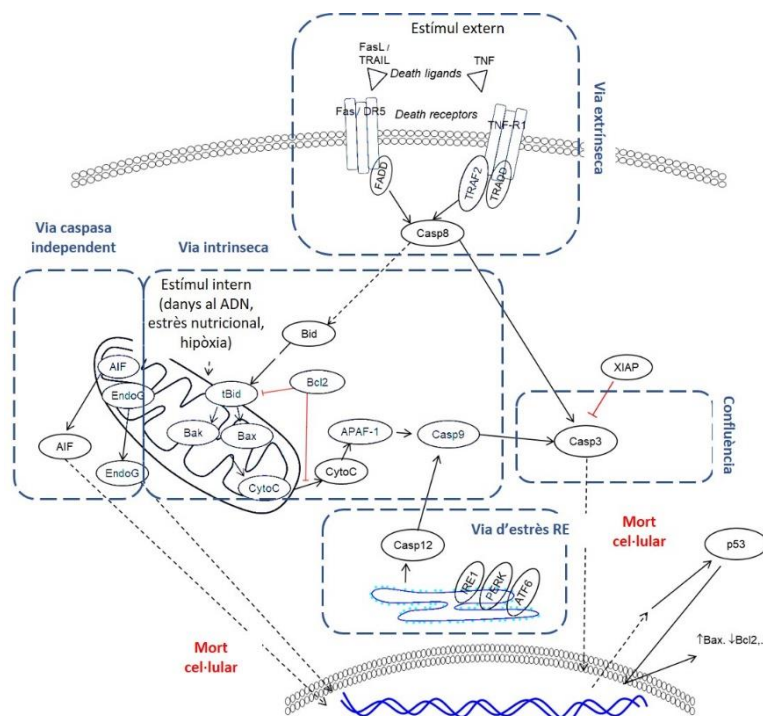 Estímul extern
FasL /
TRAIL
Death ligands
TNF
Fas / DR5
Death receptors
TNF-R1
Via extrínseca
FADD
TRAF2
TRADD
Casp8
Via caspasa
independent
Via intrinseca
Estímul intern
(danys al ADN,
estrès nutricional,
hipòxia)
Bid
AIF
EndoG
tBid
Bcl2
XIAP
Bak
Bax
APAF-1
Casp9
Casp3
Confluència
AIF
EndoG
CytoC
CytoC
Via d'estrès RE
Mort
cel·lular
p53
Casp12
IRE1
PERK
ATF6
Mort
cel·lular
↑Bax. ↓Bcl2,..